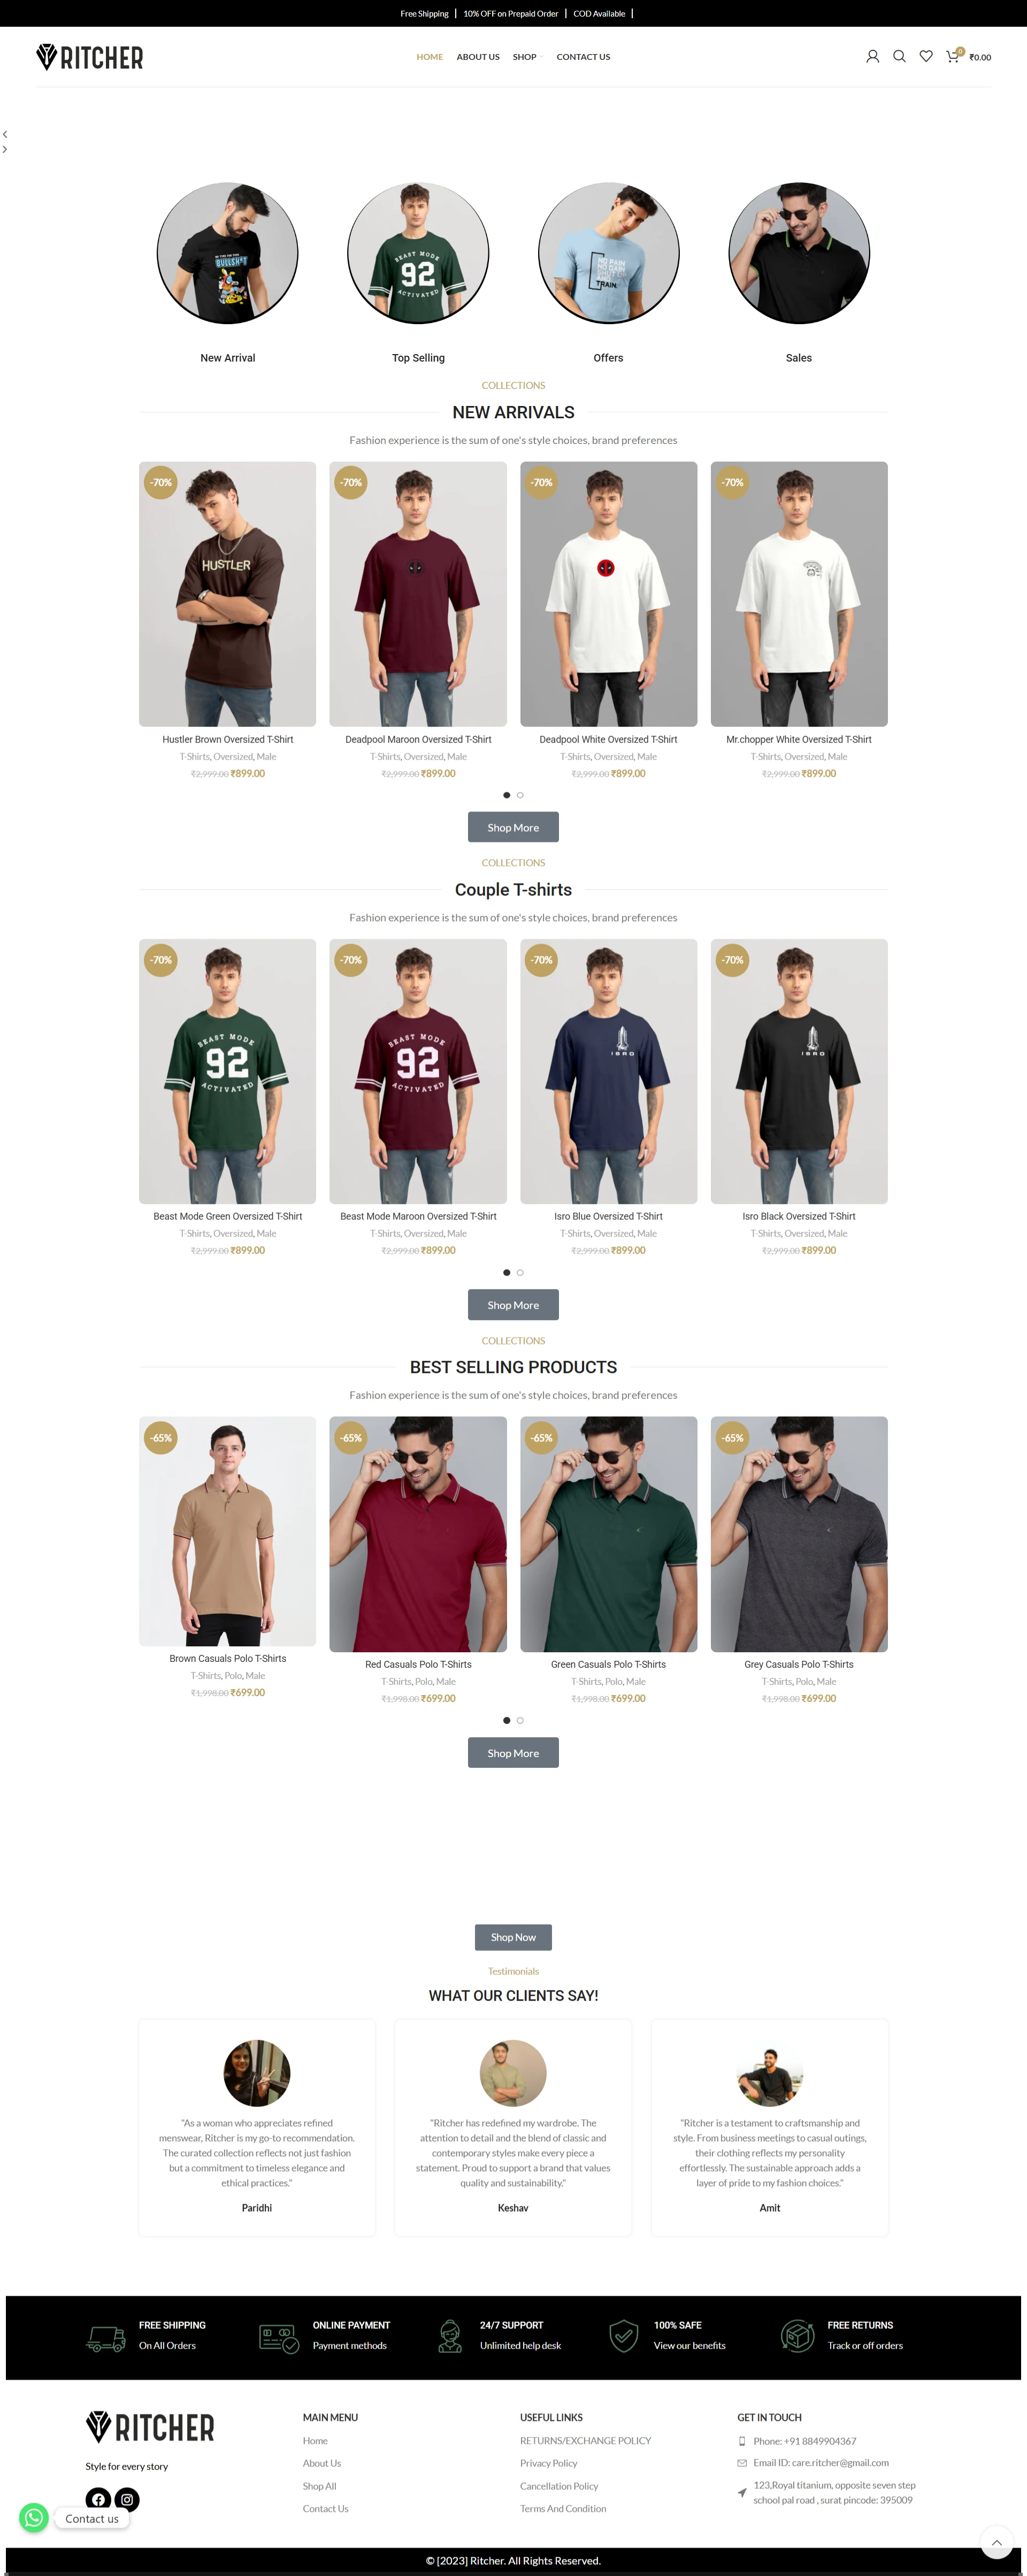 Free Shipping | 10% OFF on Prepaid Order | COD Available |
RITCHER
HOME ABOUT US SHOP CONTACT US
0 ₹0.00
BULLSH*T
BEAST MODE
92
ACTIVATED
NO PAIN
NO GAIN
TRAIN.
New Arrival Top Selling Offers Sales
COLLECTIONS
NEW ARRIVALS
Fashion experience is the sum of one's style choices, brand preferences
-70% -70% -70% -70%
HUSTLER
Hustler Brown Oversized T-Shirt Deadpool Maroon Oversized T-Shirt Deadpool White Oversized T-Shirt Mr.chopper White Oversized T-Shirt
T-Shirts, Oversized, Male T-Shirts, Oversized, Male T-Shirts, Oversized, Male T-Shirts, Oversized, Male
₹2,999.00 ₹899.00 ₹2,999.00 ₹899.00 ₹2,999.00 ₹899.00 ₹2,999.00 ₹899.00
Shop More
COLLECTIONS
Couple T-shirts
Fashion experience is the sum of one's style choices, brand preferences
-70% -70% -70% -70%
BEAST MODE BEAST MODE
92 92 ISRO ISRO
ACTIVATED ACTIVATED
Beast Mode Green Oversized T-Shirt Beast Mode Maroon Oversized T-Shirt Isro Blue Oversized T-Shirt Isro Black Oversized T-Shirt
T-Shirts, Oversized, Male T-Shirts, Oversized, Male T-Shirts, Oversized, Male T-Shirts, Oversized, Male
₹2,999.00 ₹899.00 ₹2,999.00 ₹899.00 ₹2,999.00 ₹899.00 ₹2,999.00 ₹899.00
Shop More
COLLECTIONS
BEST SELLING PRODUCTS
Fashion experience is the sum of one's style choices, brand preferences
-65% -65% -65% -65%
Brown Casuals Polo T-Shirts Red Casuals Polo T-Shirts Green Casuals Polo T-Shirts Grey Casuals Polo T-Shirts
T-Shirts, Polo, Male T-Shirts, Polo, Male T-Shirts, Polo, Male T-Shirts, Polo, Male
₹1,998.00 ₹699.00 ₹1,998.00 ₹699.00 ₹1,998.00 ₹699.00 ₹1,998.00 ₹699.00
Shop More
Shop Now
Testimonials
WHAT OUR CLIENTS SAY!
"As a woman who appreciates refined
menswear, Ritcher is my go-to recommendation.
The curated collection reflects not just fashion
but a commitment to timeless elegance and
ethical practices."
Paridhi
"Ritcher has redefined my wardrobe. The
attention to detail and the blend of classic and
contemporary styles make every piece a
statement. Proud to support a brand that values
quality and sustainability."
Keshav
"Ritcher is a testament to craftsmanship and
style. From business meetings to casual outings,
their clothing reflects my personality
effortlessly. The sustainable approach adds a
layer of pride to my fashion choices."
Amit
FREE SHIPPING
On All Orders
ONLINE PAYMENT
Payment methods
24/7 SUPPORT
Unlimited help desk
100% SAFE
View our benefits
FREE RETURNS
Track or off orders
RITCHER
Style for every story
Contact us
MAIN MENU
Home
About Us
Shop All
Contact Us
USEFUL LINKS
RETURNS/EXCHANGE POLICY
Privacy Policy
Cancellation Policy
Terms And Condition
GET IN TOUCH
Phone: +91 8849904367
Email ID: care.ritcher@gmail.com
123,Royal titanium, opposite seven step
school pal road , surat pincode: 395009
© [2023] Ritcher. All Rights Reserved.